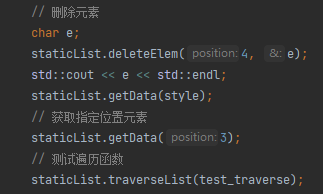 // 删除元素
char e;
staticList.deleteElem( position: 4, &: e);
std::cout << e << std::endl;
staticList.getData(style);
// 获取指定位置元素
staticList.getData( position: 3);
// 测试遍历函数
staticList.traverseList(test_traverse);